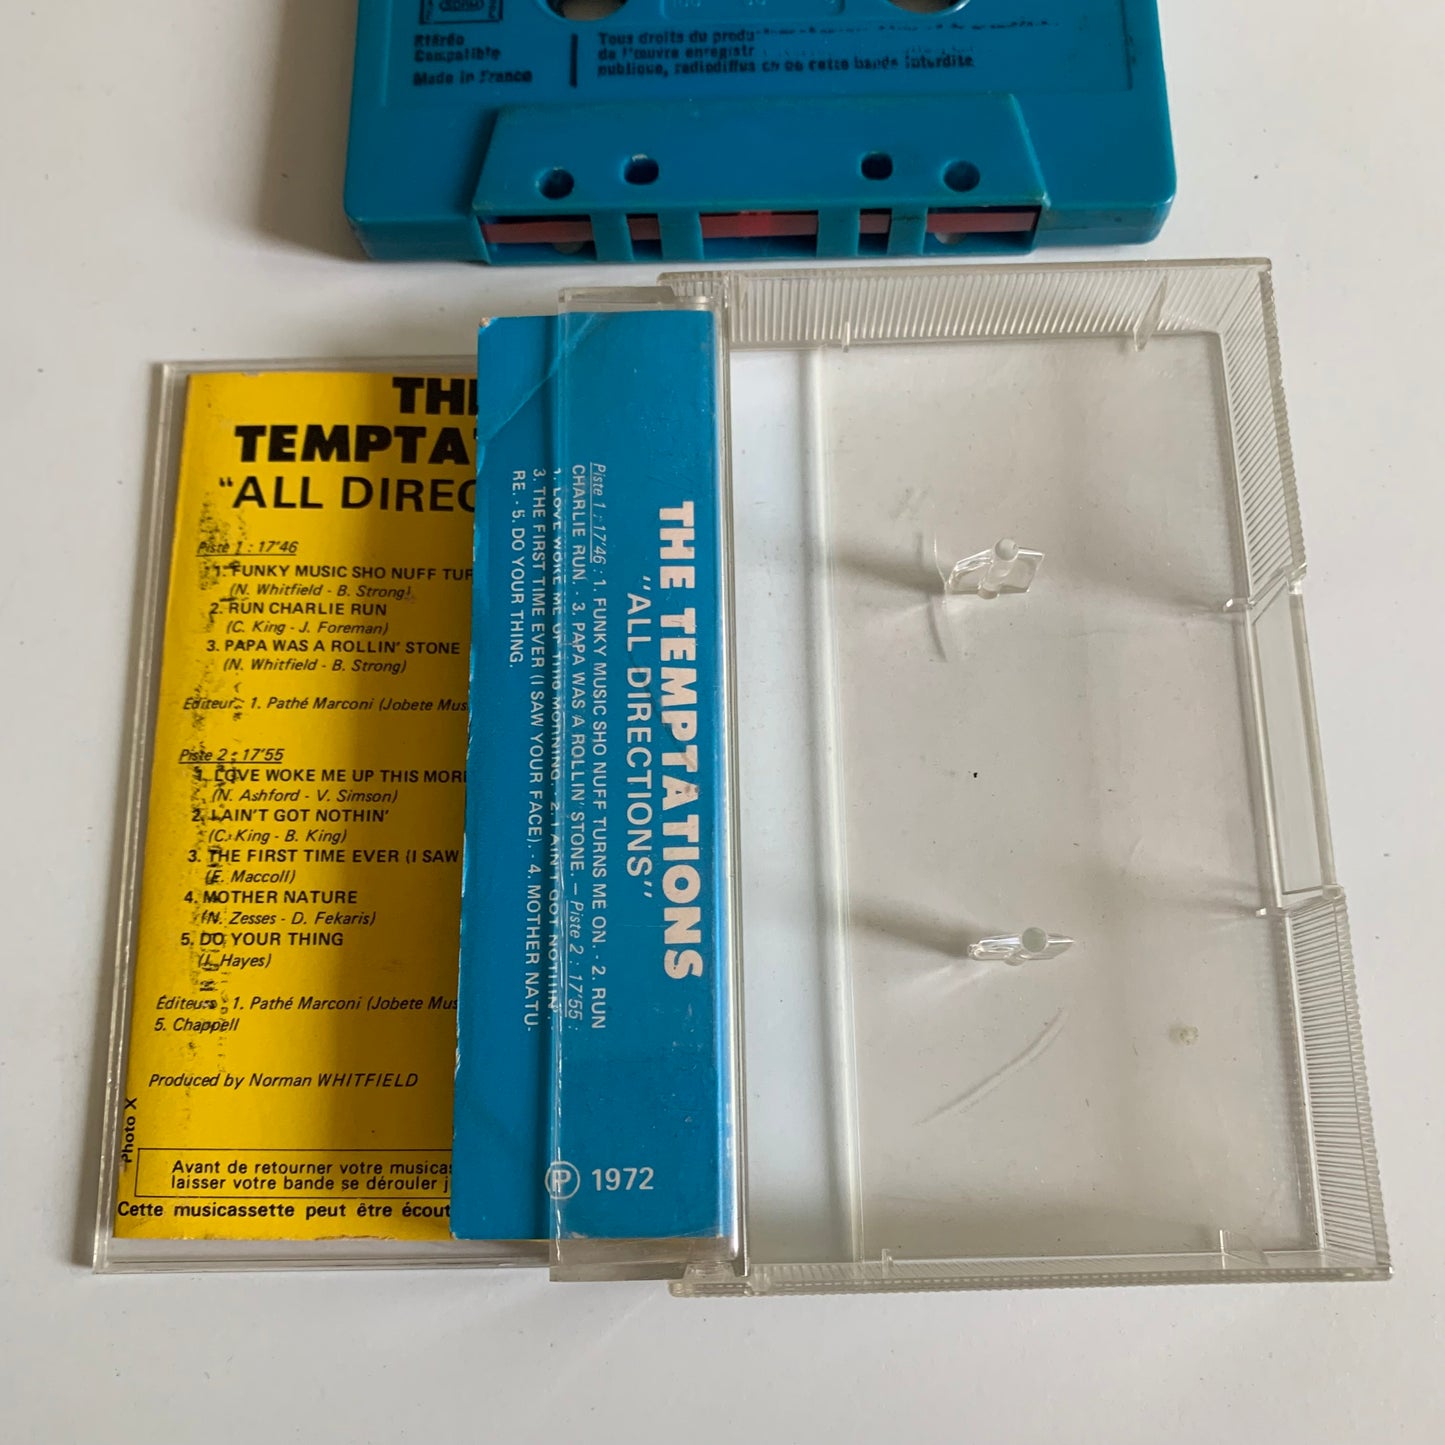 Stéréo
Compatible
Made in France
Tous droits du
de l'œuvre
publique, cette bande interdite
TEMPTA
"ALL DIREC
Piste 1 : 17'46
1. FUNKY MUSIC SHO NUFF TUR
(N. Whitfield - B. Strong)
2. RUN CHARLIE RUN
(C. King - J. Foreman)
3. PAPA WAS A ROLLIN' STONE
(N. Whitfield - B. Strong)
Editeur : 1. Pathé Marconi (Jobete Mus
Piste 2 : 17'55
1. LOVE WOKE ME UP THIS MOR
(N. Ashford - V. Simson)
2. I AIN'T GOT NOTHIN'
(C. King - B. King)
3. THE FIRST TIME EVER (I SAW
(E. Maccoll)
4. MOTHER NATURE
(N. Zesses - D. Fekaris)
5. DO YOUR THING
(I. Hayes)
Éditeurs : 1. Pathé Marconi (Jobete Mus
5. Chappell
Produced by Norman WHITFIELD
Photo X
Avant de retourner votre musicas
laisser votre bande se dérouler j
Cette musicassette peut être écout
THE TEMPTATIONS
"ALL DIRECTIONS"
Piste 1 : 17'46 : 1. FUNKY MUSIC SHO NUFF TURNS ME ON. - 2. RUN
CHARLIE RUN - 3. PAPA WAS A ROLLIN' STONE. — Piste 2 : 17'55 :
1. LOVE WOKE ME UP THIS MORNING. - 2. I AIN'T GOT NOTHIN'.
3. THE FIRST TIME EVER (I SAW YOUR FACE). - 4. MOTHER NATU-
RE. - 5. DO YOUR THING.
Ⓟ 1972